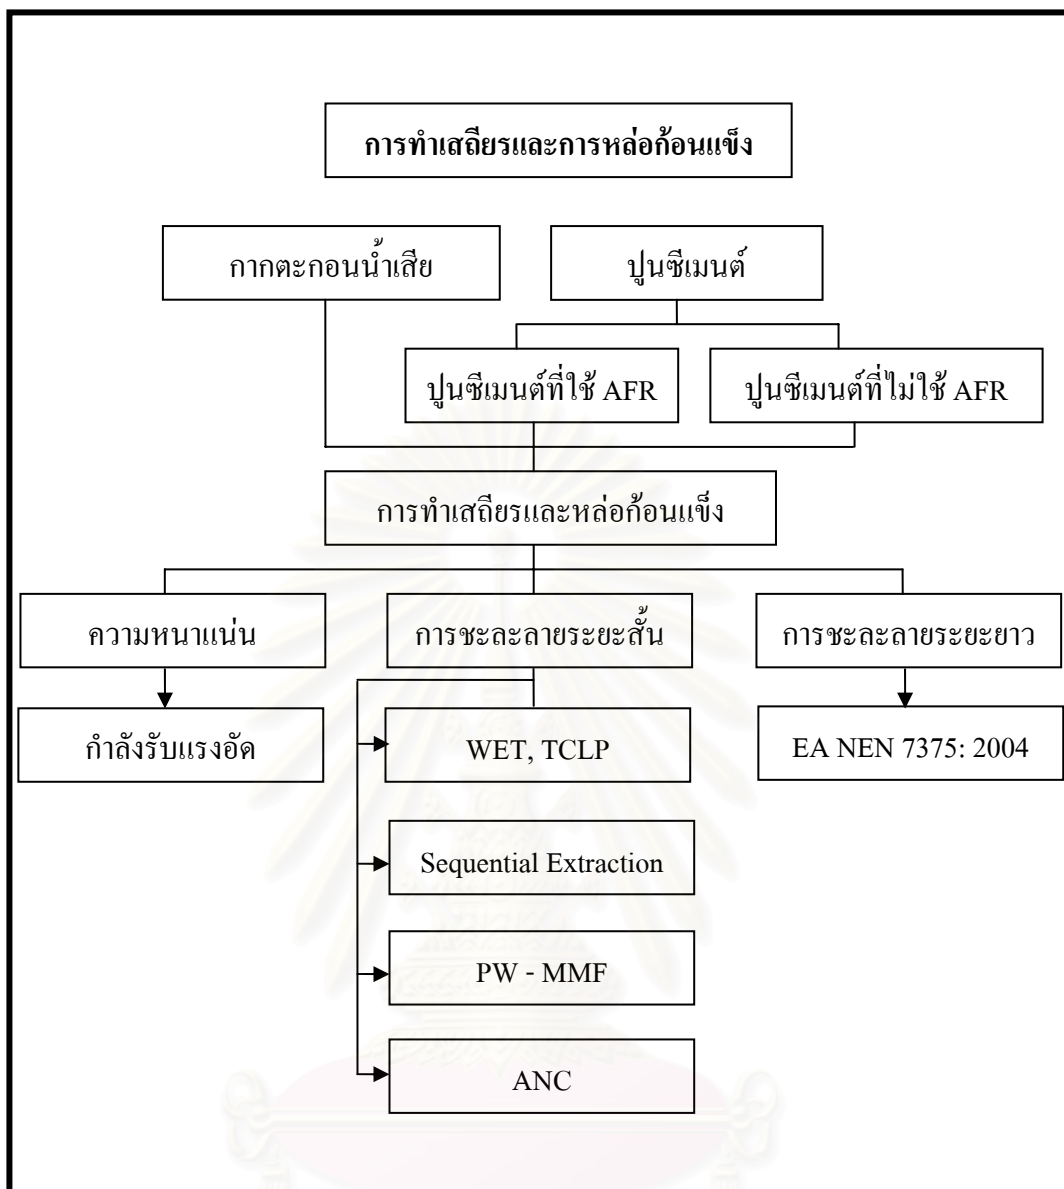 การทำเสถียรและการหล่อก้อนแข็ง
กากตะกอนน้ำเสีย
ปูนซีเมนต์
ปูนซีเมนต์ที่ใช้ AFR
ปูนซีเมนต์ที่ไม่ใช้ AFR
การทำเสถียรและหล่อก้อนแข็ง
ความหนาแน่น
การชะละลายระยะสั้น
การชะละลายระยะยาว
กำลังรับแรงอัด
WET, TCLP
EA NEN 7375: 2004
Sequential Extraction
PW - MMF
ANC